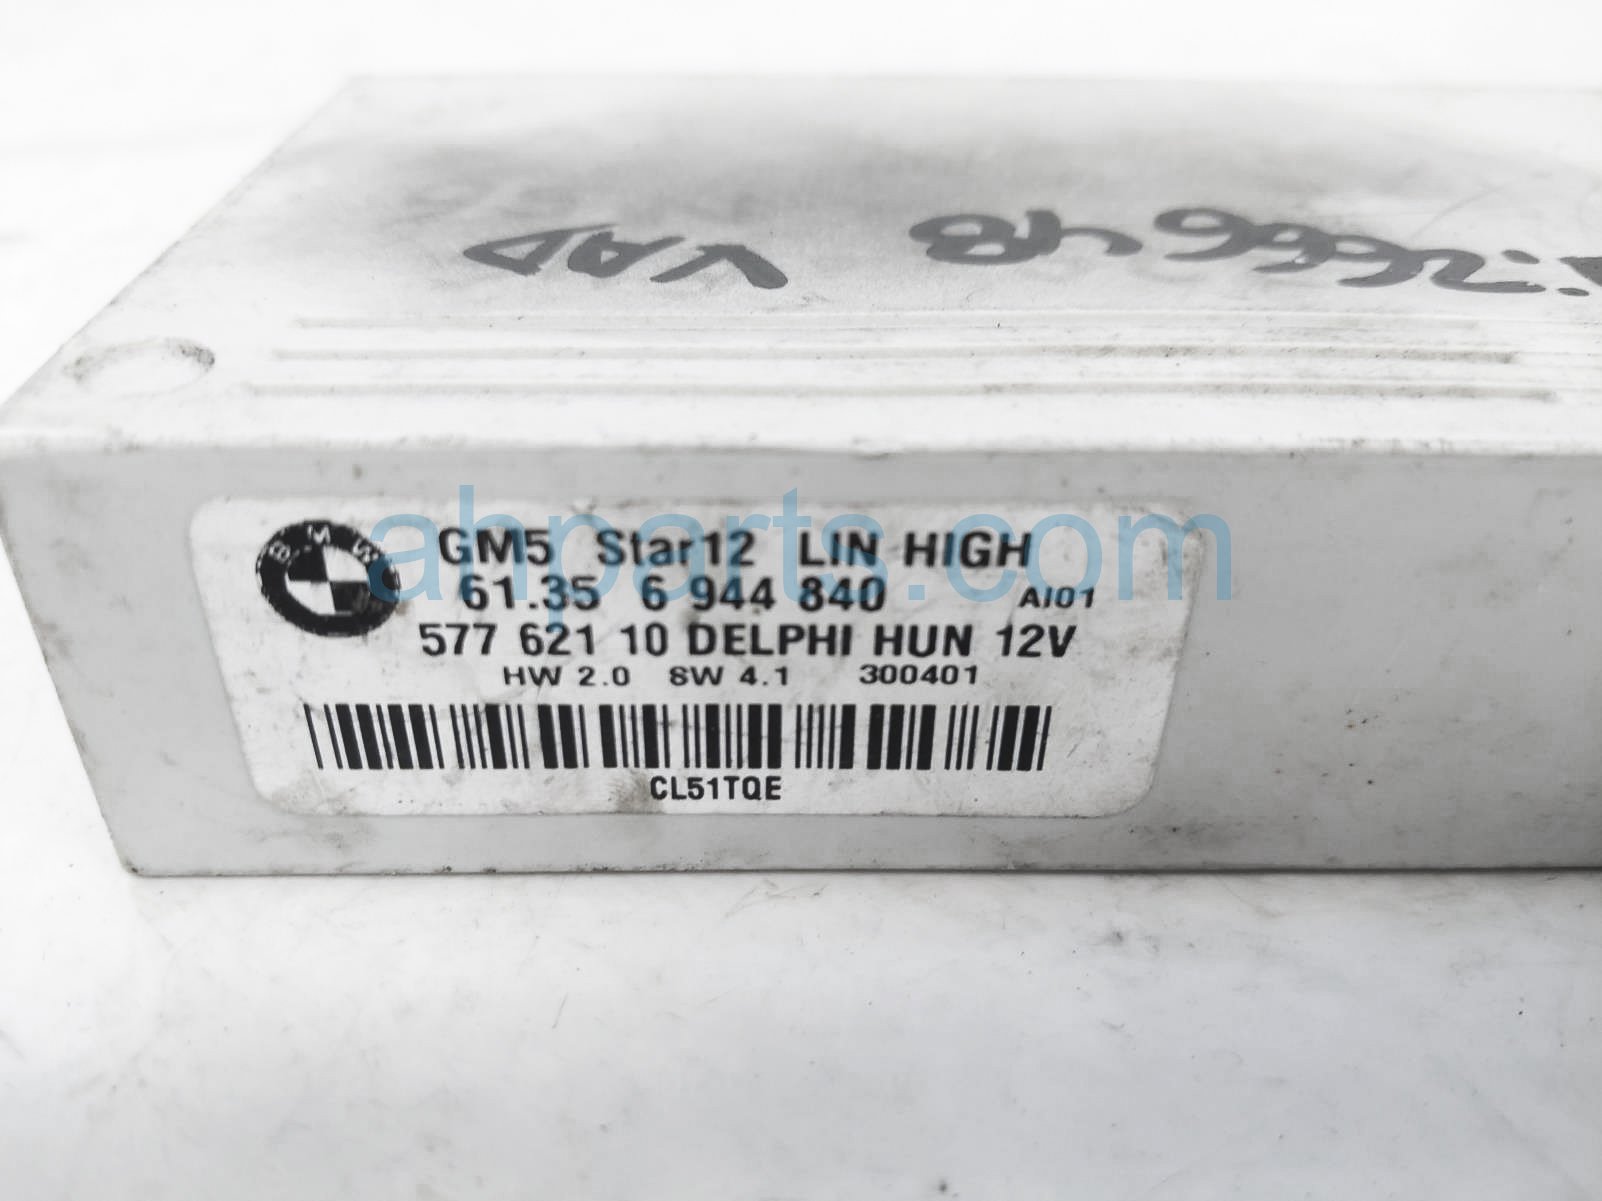 VAD
BMW
GM5 Star12 LIN HIGH
61.35 6 944 840 AI01
577 621 10 DELPHI HUN 12V
HW 2.0 SW 4.1 300401
CL51TQE
ahparts.com